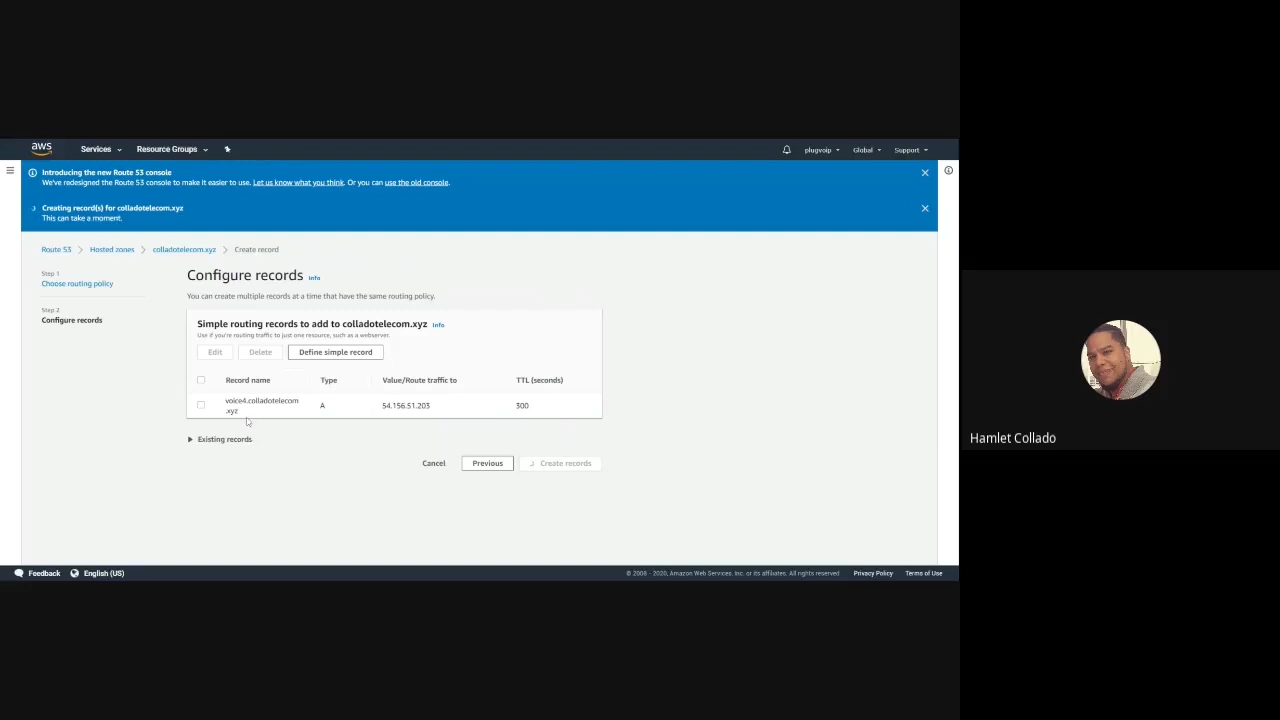 aws Services Resource Groups plugvoip Global Support
Introducing the new Route 53 console
We've redesigned the Route 53 console to make it easier to use. Let us know what you think. Or you can use the old console.
Creating record(s) for colladotelecom.xyz
This can take a moment.
Route 53 Hosted zones colladotelecom.xyz Create record
Step 1
Choose routing policy
Step 2
Configure records
Configure records Info
You can create multiple records at a time that have the same routing policy.
Simple routing records to add to colladotelecom.xyz Info
Use if you're routing traffic to just one resource, such as a webserver.
Edit Delete Define simple record
Record name Type Value/Route traffic to TTL (seconds)
voice4.colladotelecom
.xyz
A 54.156.51.203 300
Existing records
Cancel Previous Create records
Hamlet Collado
Feedback English (US) © 2008 - 2020, Amazon Web Services, Inc. or its affiliates. All rights reserved Privacy Policy Terms of Use